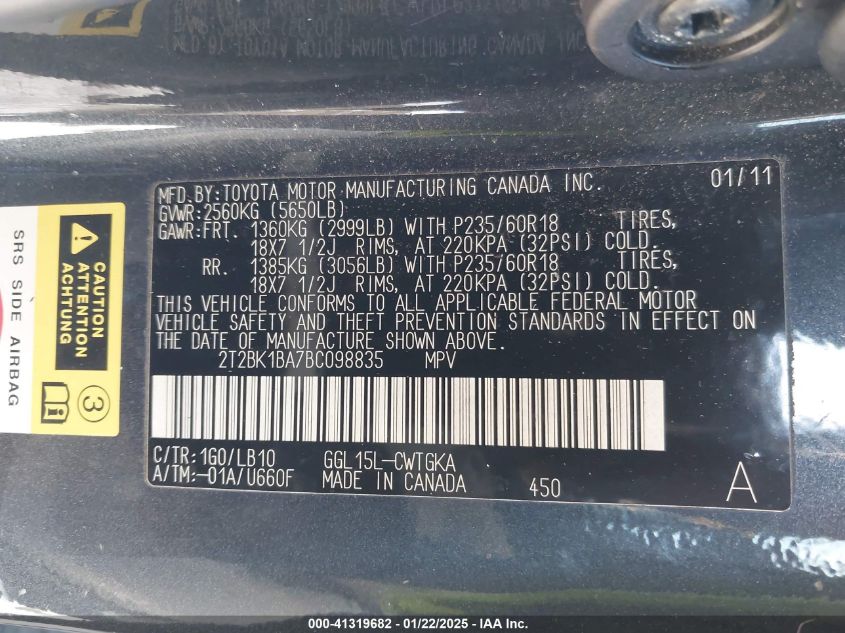 MFD. BY: TOYOTA MOTOR MANUFACTURING CANADA INC. 01/11
GVWR: 2560KG (5650LB)
GAWR: FRT. 1360KG (2999LB) WITH P235/60R18 TIRES,
18X7 1/2J RIMS, AT 220KPA (32PSI) COLD.
RR. 1385KG (3056LB) WITH P235/60R18 TIRES,
18X7 1/2J RIMS, AT 220KPA (32PSI) COLD.
THIS VEHICLE CONFORMS TO ALL APPLICABLE FEDERAL MOTOR
VEHICLE SAFETY AND THEFT PREVENTION STANDARDS IN EFFECT ON
THE DATE OF MANUFACTURE SHOWN ABOVE.
2T2BK1BA7BC098835 MPV
C/TR: 1G0/LB10 GGL15L-CWTGKA
A/TM:-01A/U660F MADE IN CANADA 450 A
SRS SIDE AIRBAG
CAUTION
ATTENTION
ACHTUNG
3
000-41319682 - 01/22/2025 - IAA Inc.